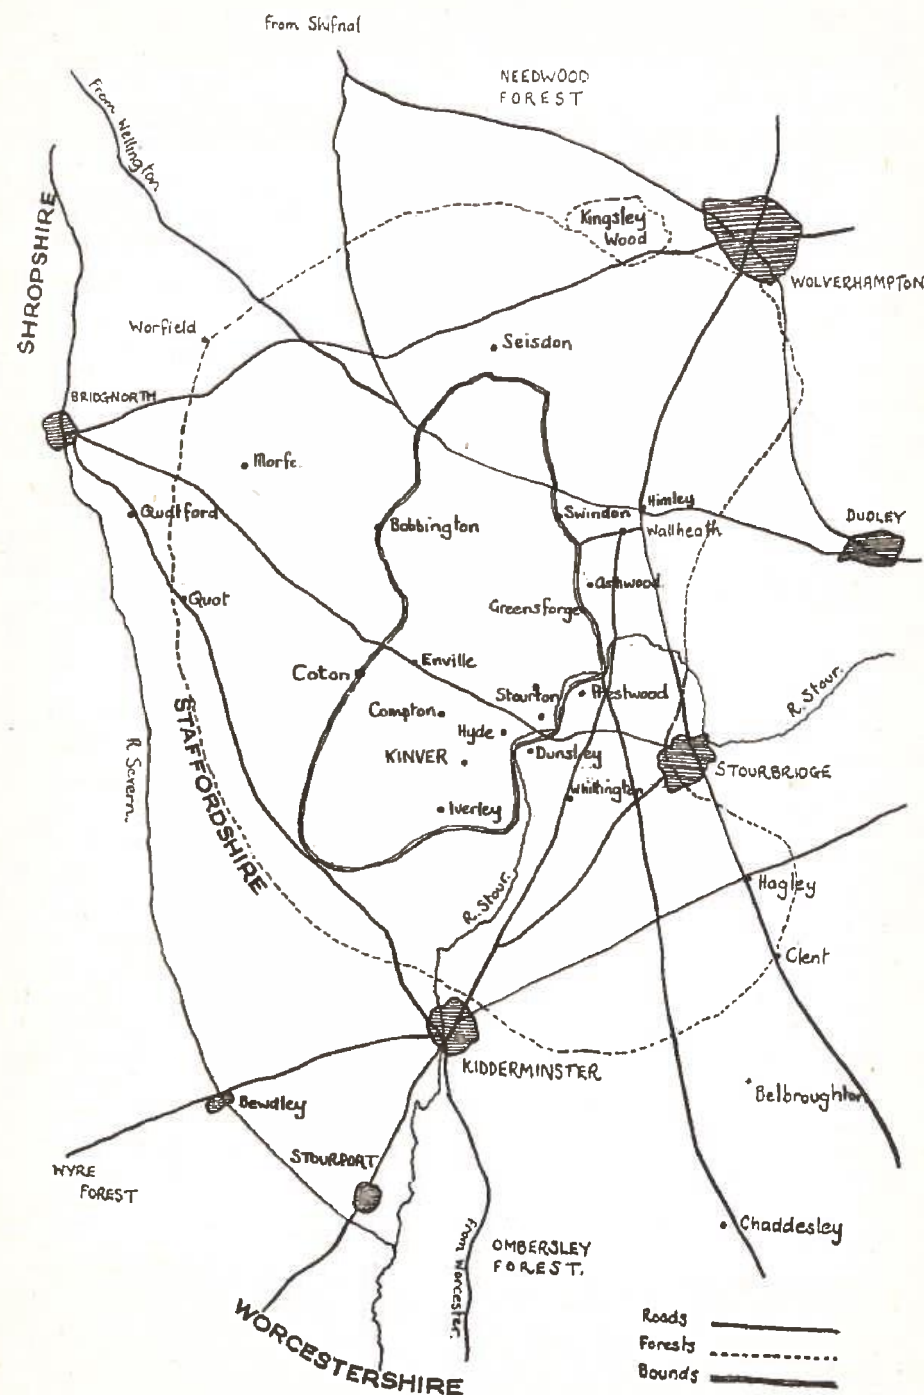 From Shifnal
NEEDWOOD
FOREST
From Wellington
SHROPSHIRE
Kingsley
Wood
WOLVERHAMPTON
Worfield
Seisdon
BRIDGNORTH
Morfe.
Quatford
Bobbington
Swindon
Himley
Wallheath
DUDLEY
Ashwood
Quat
Greensforge
Coton
Enville
Stourton
Prestwood
R. Stour.
Compton
Hyde
KINVER
Dunsley
STOURBRIDGE
STAFFORDSHIRE
R Severn.
Iverley
Whittington
R. Stour.
Hagley
Clent
KIDDERMINSTER
Belbroughton
Bewdley
STOURPORT
WYRE
FOREST
Chaddesley
OMBERSLEY
FOREST.
From Worcester.
WORCESTERSHIRE
Roads
Forests
Bounds